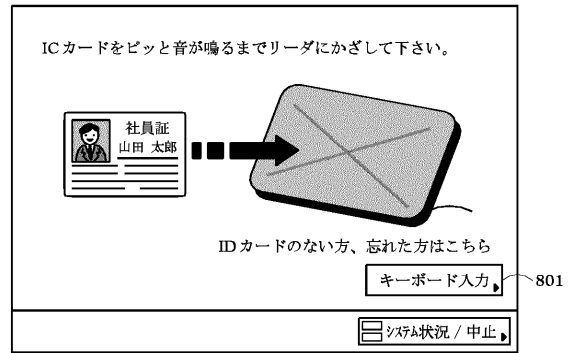 ICカードをピッと音が鳴るまでリーダにかざして下さい。
社員証
山田 太郎
IDカードのない方、忘れた方はこちら
キーボード入力
801
システム状況 / 中止